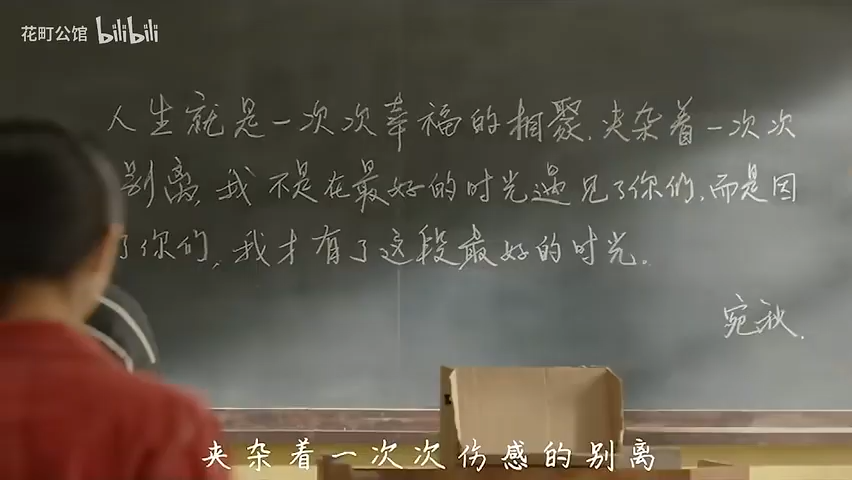 花町公馆 bilibili
人生就是一次次幸福的相聚，夹杂着一次次
别离，我不是在最好的时光遇见了你们，而是因
了你们，我才有了这段最好的时光。
宛秋.
夹杂着一次次伤感的别离